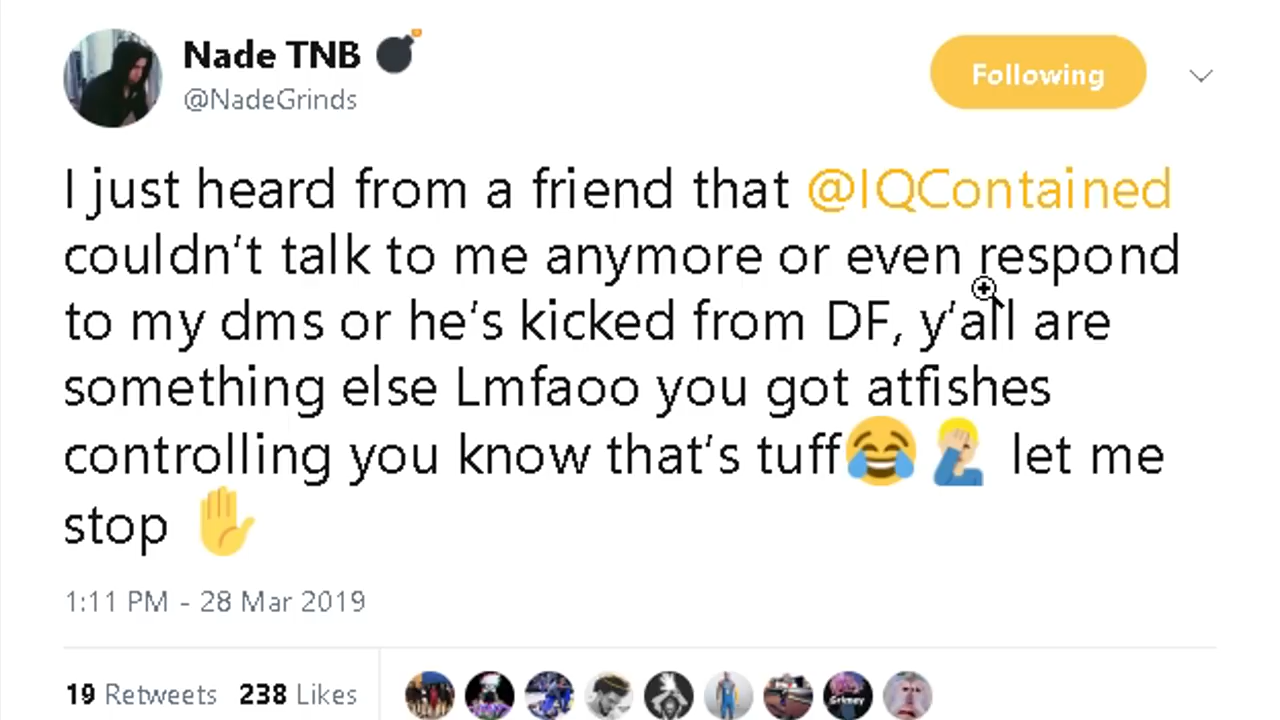 Nade TNB 💣
@NadeGrinds
Following
I just heard from a friend that @IQContained
couldn't talk to me anymore or even respond
to my dms or he's kicked from DF, y'all are
something else Lmfaoo you got atfishes
controlling you know that's tuff😂🤦‍♂️ let me
stop ✋
1:11 PM - 28 Mar 2019
19 Retweets 238 Likes